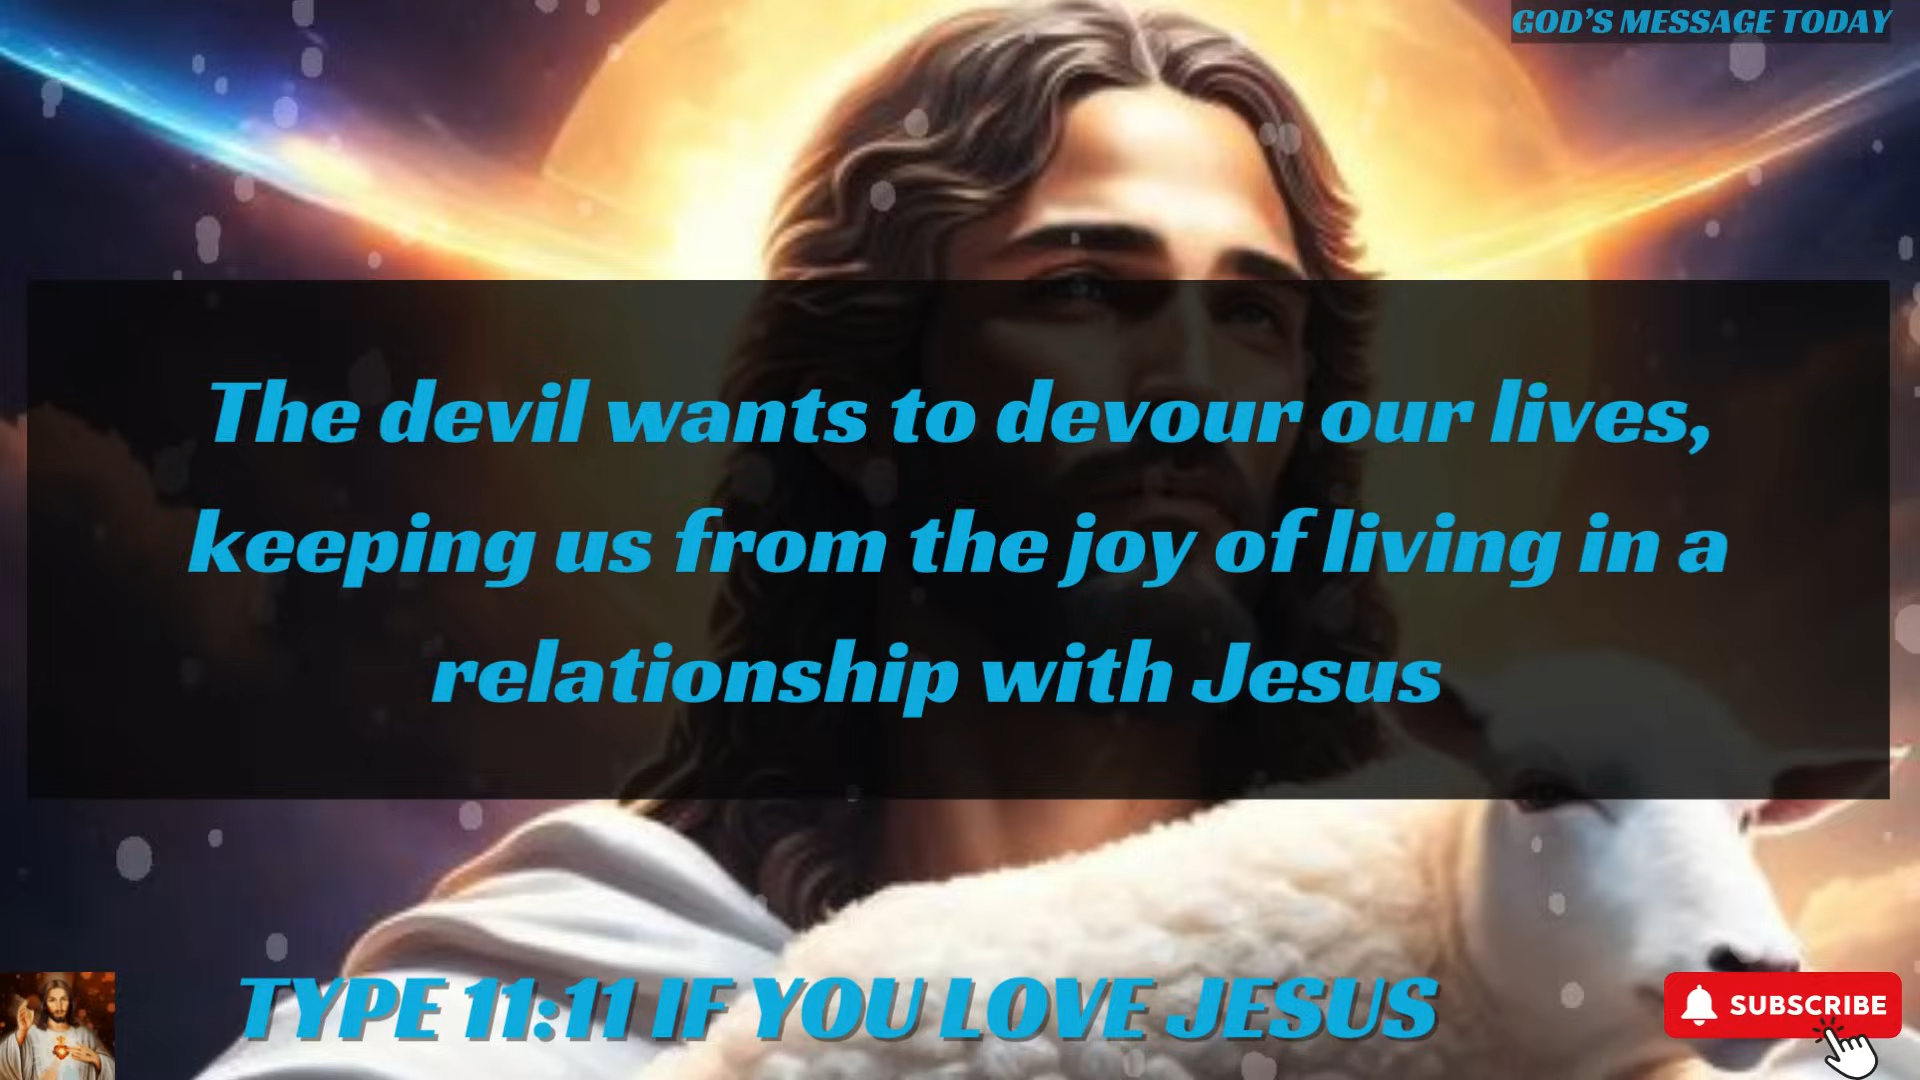 GOD'S MESSAGE TODAY
The devil wants to devour our lives,
keeping us from the joy of living in a
relationship with Jesus
TYPE 11:11 IF YOU LOVE JESUS
SUBSCRIBE